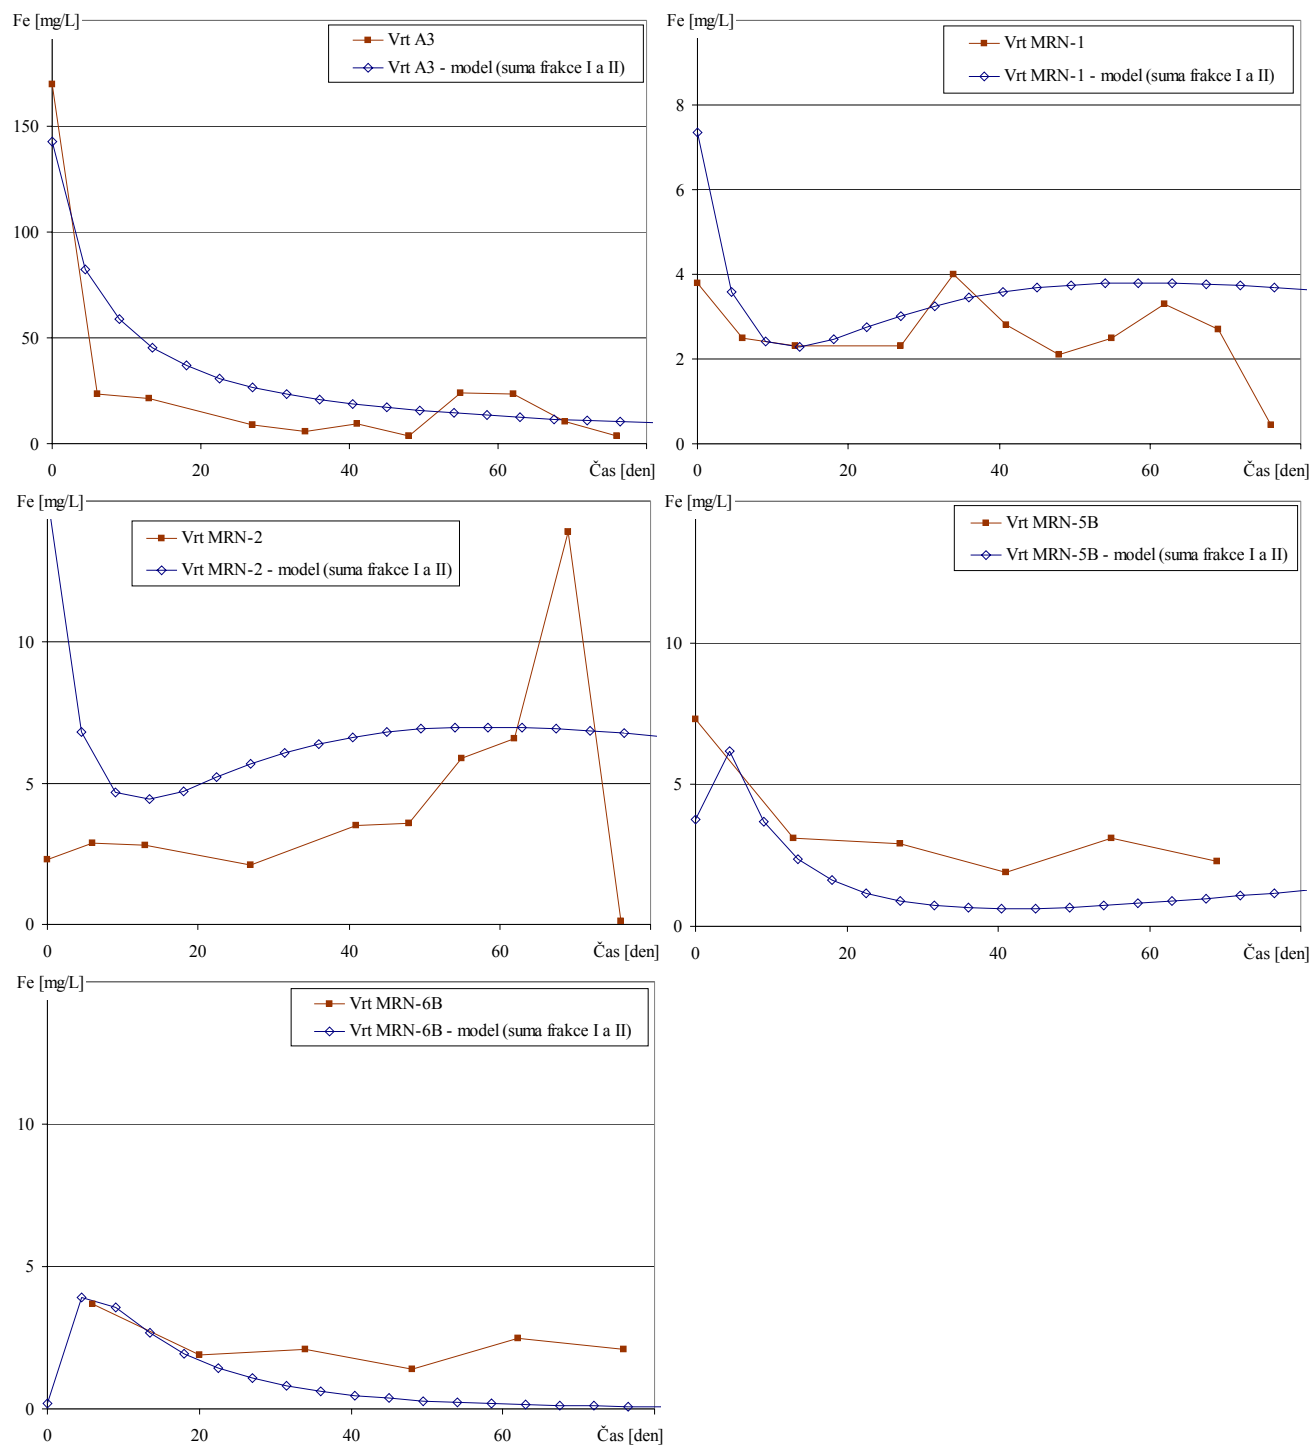 Fe [mg/L]
Vrt A3
Vrt A3 - model (suma frakce I a II)
150
100
50
0
0 20 40 60 Čas [den]
Fe [mg/L]
Vrt MRN-1
Vrt MRN-1 - model (suma frakce I a II)
8
6
4
2
0
0 20 40 60 Čas [den]
Fe [mg/L]
Vrt MRN-2
Vrt MRN-2 - model (suma frakce I a II)
10
5
0
0 20 40 60 Čas [den]
Fe [mg/L]
Vrt MRN-5B
Vrt MRN-5B - model (suma frakce I a II)
10
5
0
0 20 40 60 Čas [den]
Fe [mg/L]
Vrt MRN-6B
Vrt MRN-6B - model (suma frakce I a II)
10
5
0
0 20 40 60 Čas [den]